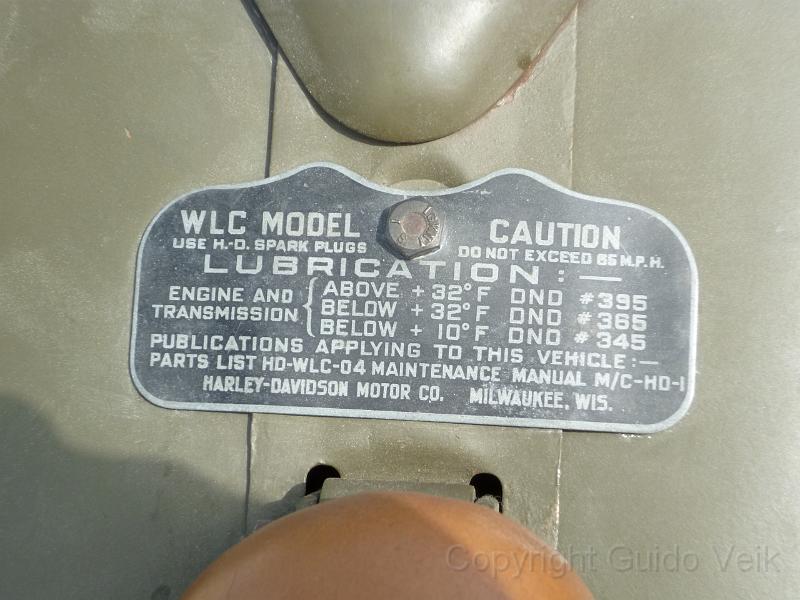 WLC MODEL
USE H.-D. SPARK PLUGS
CAUTION
DO NOT EXCEED 65 M.P.H.
LUBRICATION:—
ENGINE AND TRANSMISSION { ABOVE +32°F DND #395
BELOW +32°F DND #365
BELOW +10°F DND #345
PUBLICATIONS APPLYING TO THIS VEHICLE:—
PARTS LIST HD-WLC-04 MAINTENANCE MANUAL M/C-HD-1
HARLEY-DAVIDSON MOTOR CO. MILWAUKEE, WIS.
Copyright Guido Veik